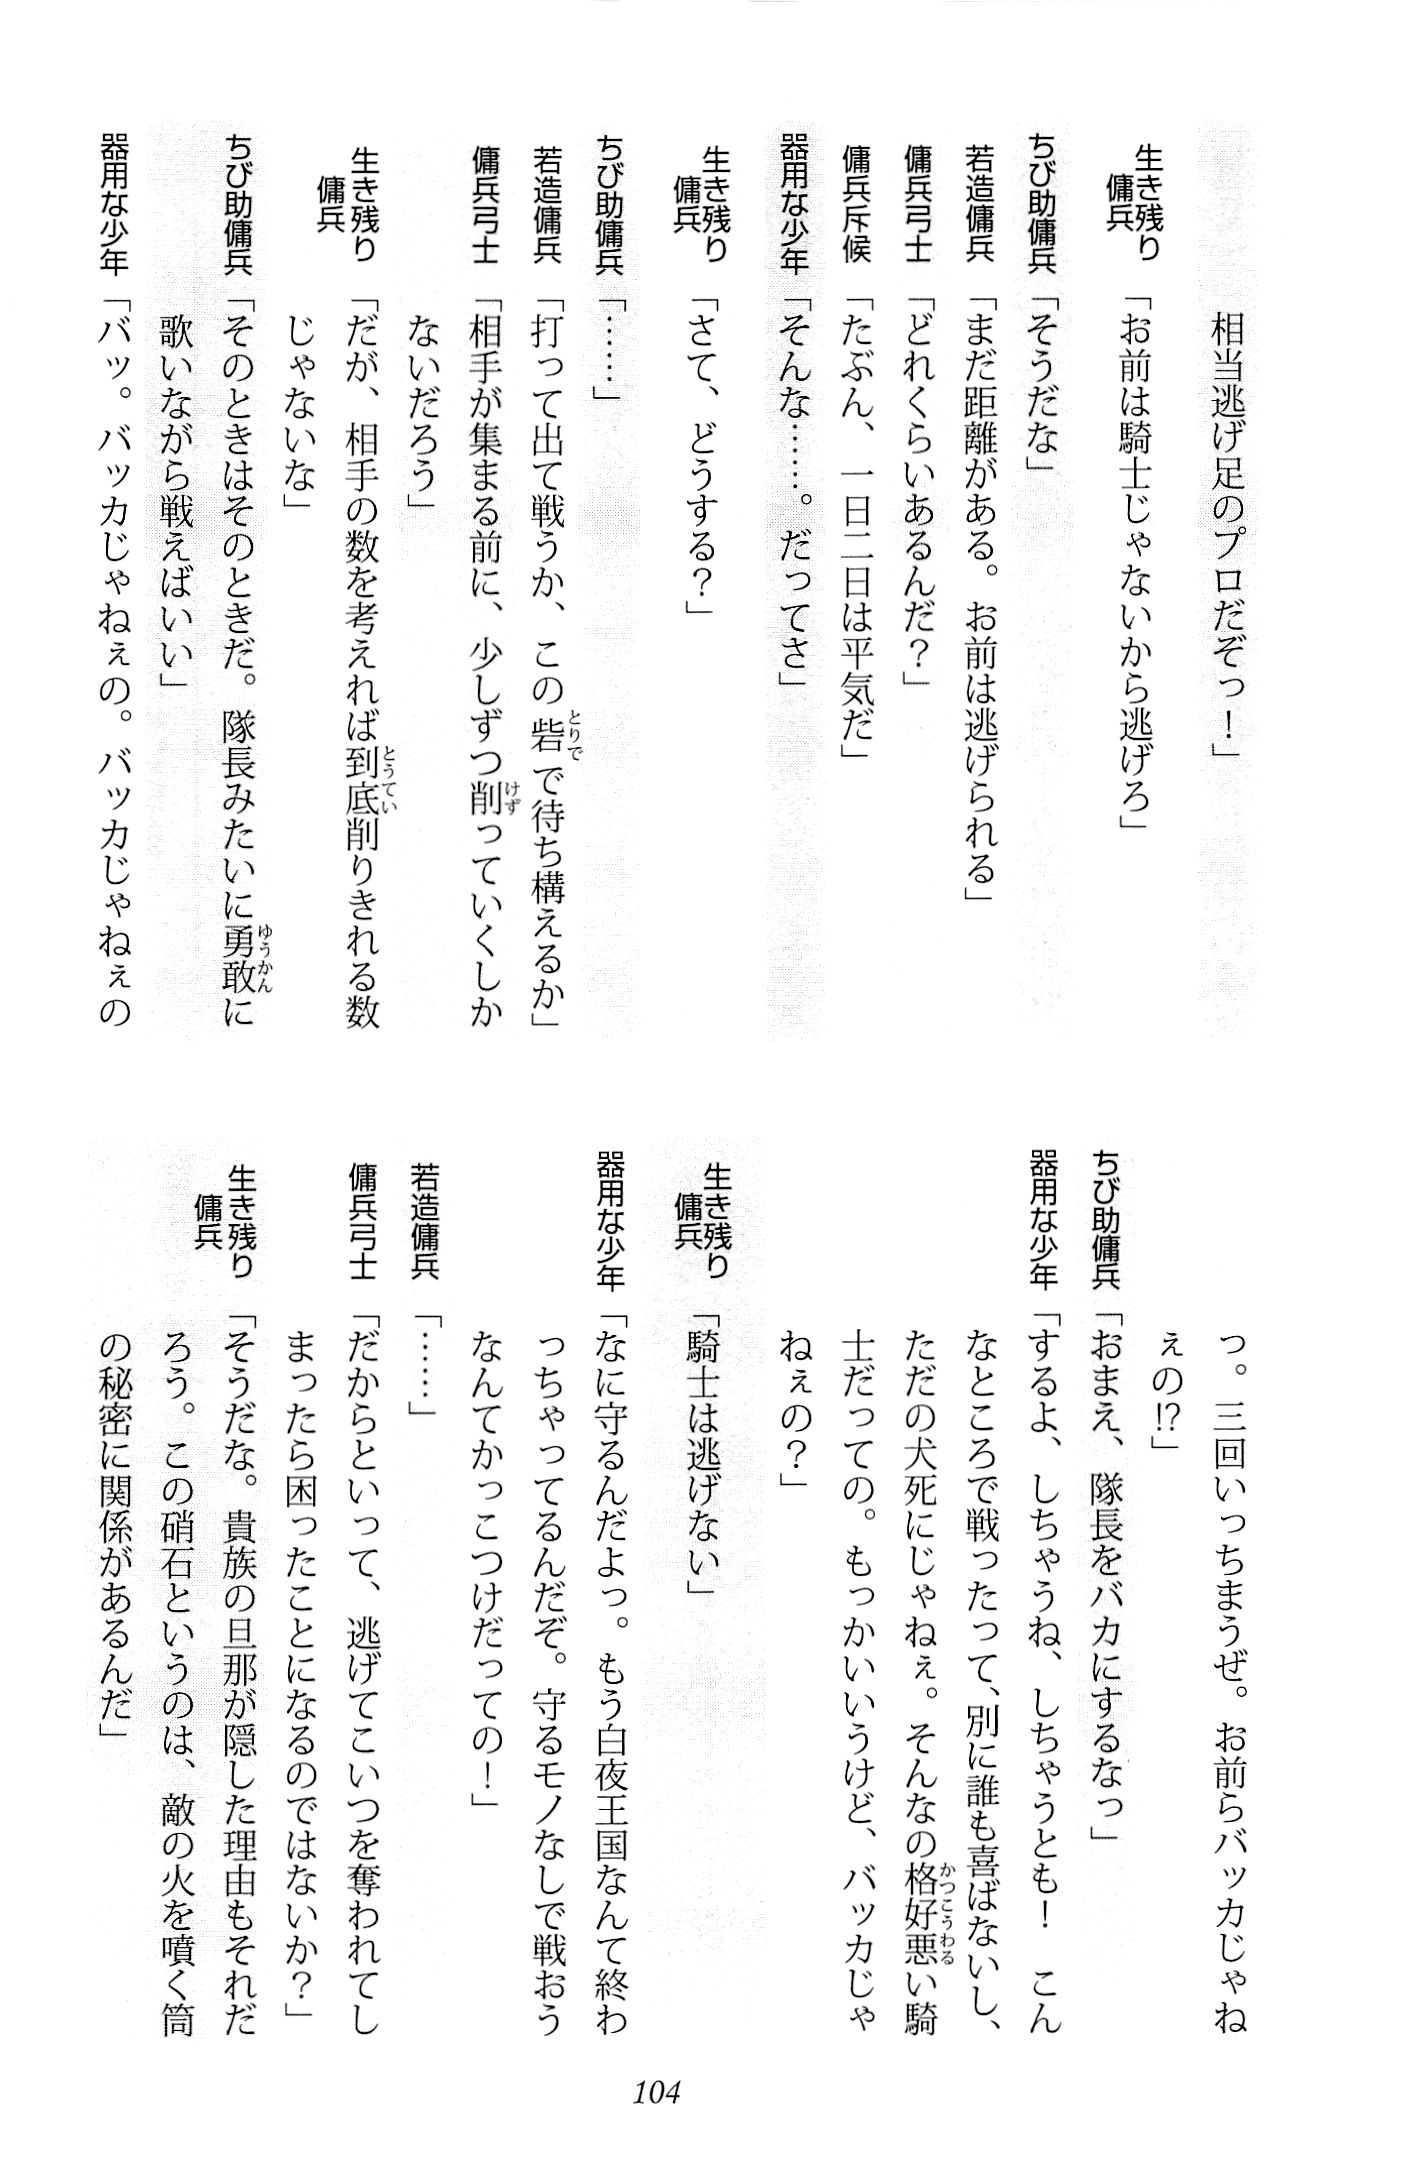 相当逃げ足のプロだぞっ！」
生き残り傭兵「お前は騎士じゃないから逃げろ」
ちび助傭兵「そうだな」
若造傭兵「まだ距離がある。お前は逃げられる」
傭兵弓士「どれくらいあるんだ？」
傭兵斥候「たぶん、一日二日は平気だ」
器用な少年「そんな……。だってさ」
生き残り傭兵「さて、どうする？」
ちび助傭兵「……」
若造傭兵「打って出て戦うか、この砦で待ち構えるか」
傭兵弓士「相手が集まる前に、少しずつ削っていくしか
ないだろう」
生き残り傭兵「だが、相手の数を考えれば到底削りきれる数
じゃないな」
ちび助傭兵「そのときはそのときだ。隊長みたいに勇敢に
歌いながら戦えばいい」
器用な少年「バッ。バッカじゃねぇの。バッカじゃねぇの
っ。三回いっちまうぜ。お前らバッカじゃね
ぇの!?」
ちび助傭兵「おまえ、隊長をバカにするなっ」
器用な少年「するよ、しちゃうね、しちゃうとも！　こん
なところで戦ったって、別に誰も喜ばないし、
ただの犬死にじゃねぇ。そんなの格好悪い騎
士だっての。もっかいいうけど、バッカじゃ
ねぇの？」
生き残り傭兵「騎士は逃げない」
器用な少年「なに守るんだよっ。もう白夜王国なんて終わ
っちゃってるんだぞ。守るモノなしで戦おう
なんてかっこつけだっての！」
若造傭兵「……」
傭兵弓士「だからといって、逃げてこいつを奪われてし
まったら困ったことになるのではないか？」
生き残り傭兵「そうだな。貴族の旦那が隠した理由もそれだ
ろう。この硝石というのは、敵の火を噴く筒
の秘密に関係があるんだ」
104